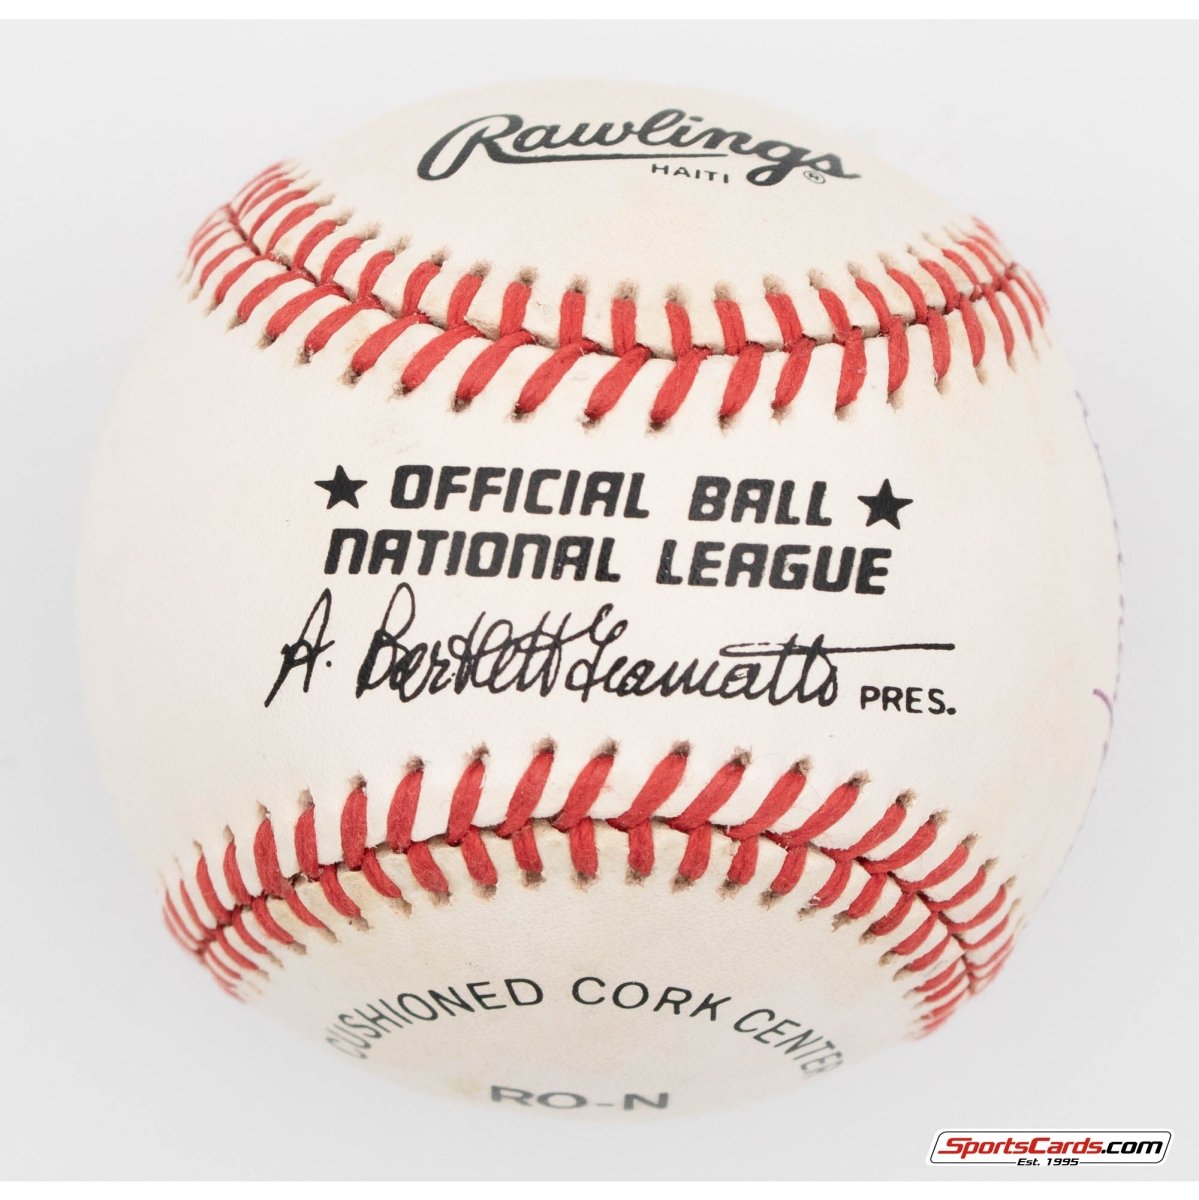 Rawlings®
HAITI
★ OFFICIAL BALL ★
NATIONAL LEAGUE
A. Bartlett Giamatti PRES.
CUSHIONED CORK CENTER
RO-N
SportsCards.com
Est. 1995